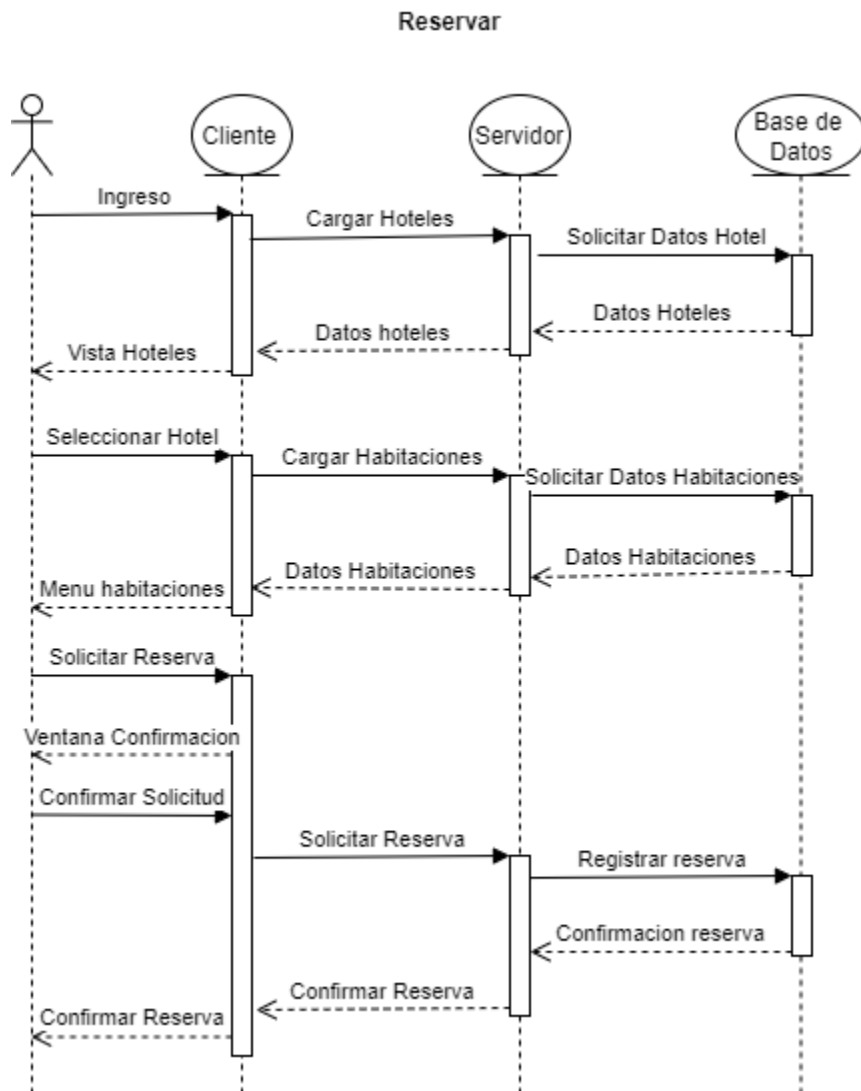 Reservar
Cliente
Servidor
Base de
Datos
Ingreso
Cargar Hoteles
Solicitar Datos Hotel
Datos Hoteles
Datos hoteles
Vista Hoteles
Seleccionar Hotel
Cargar Habitaciones
Solicitar Datos Habitaciones
Datos Habitaciones
Datos Habitaciones
Menu habitaciones
Solicitar Reserva
Ventana Confirmacion
Confirmar Solicitud
Solicitar Reserva
Registrar reserva
Confirmacion reserva
Confirmar Reserva
Confirmar Reserva